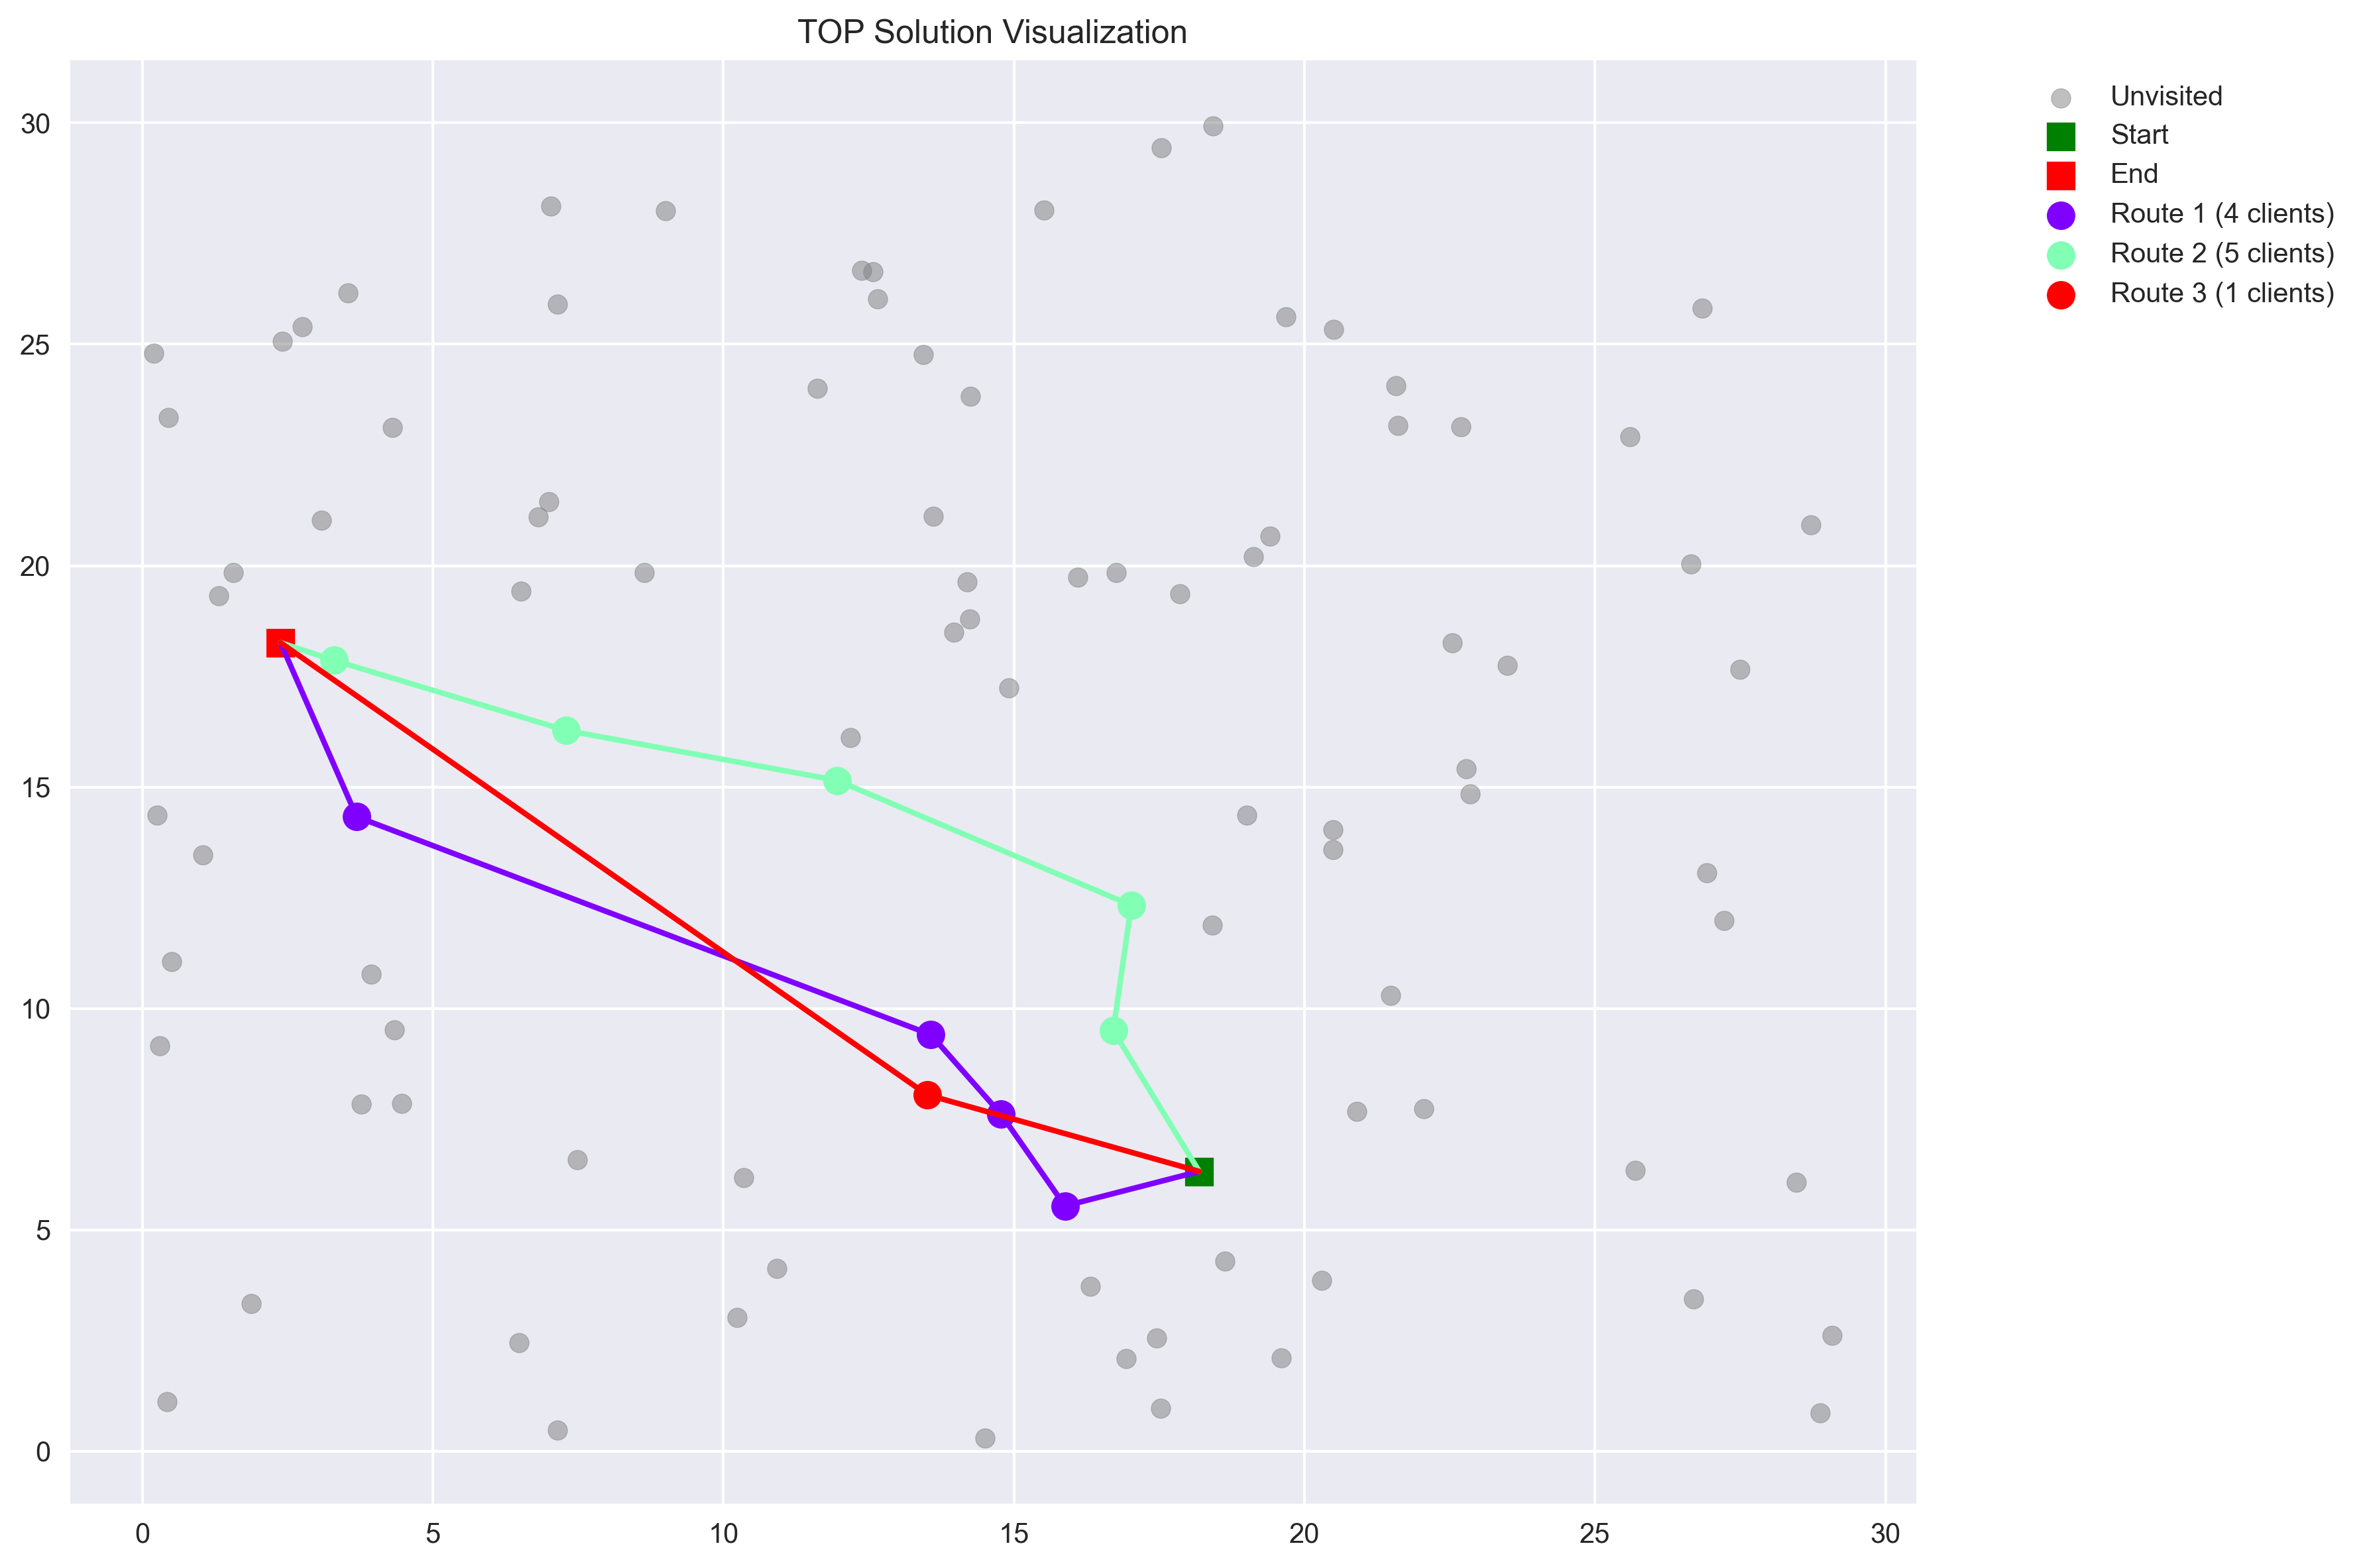 TOP Solution Visualization
30
25
20
15
10
5
0
0 5 10 15 20 25 30
Unvisited
Start
End
Route 1 (4 clients)
Route 2 (5 clients)
Route 3 (1 clients)